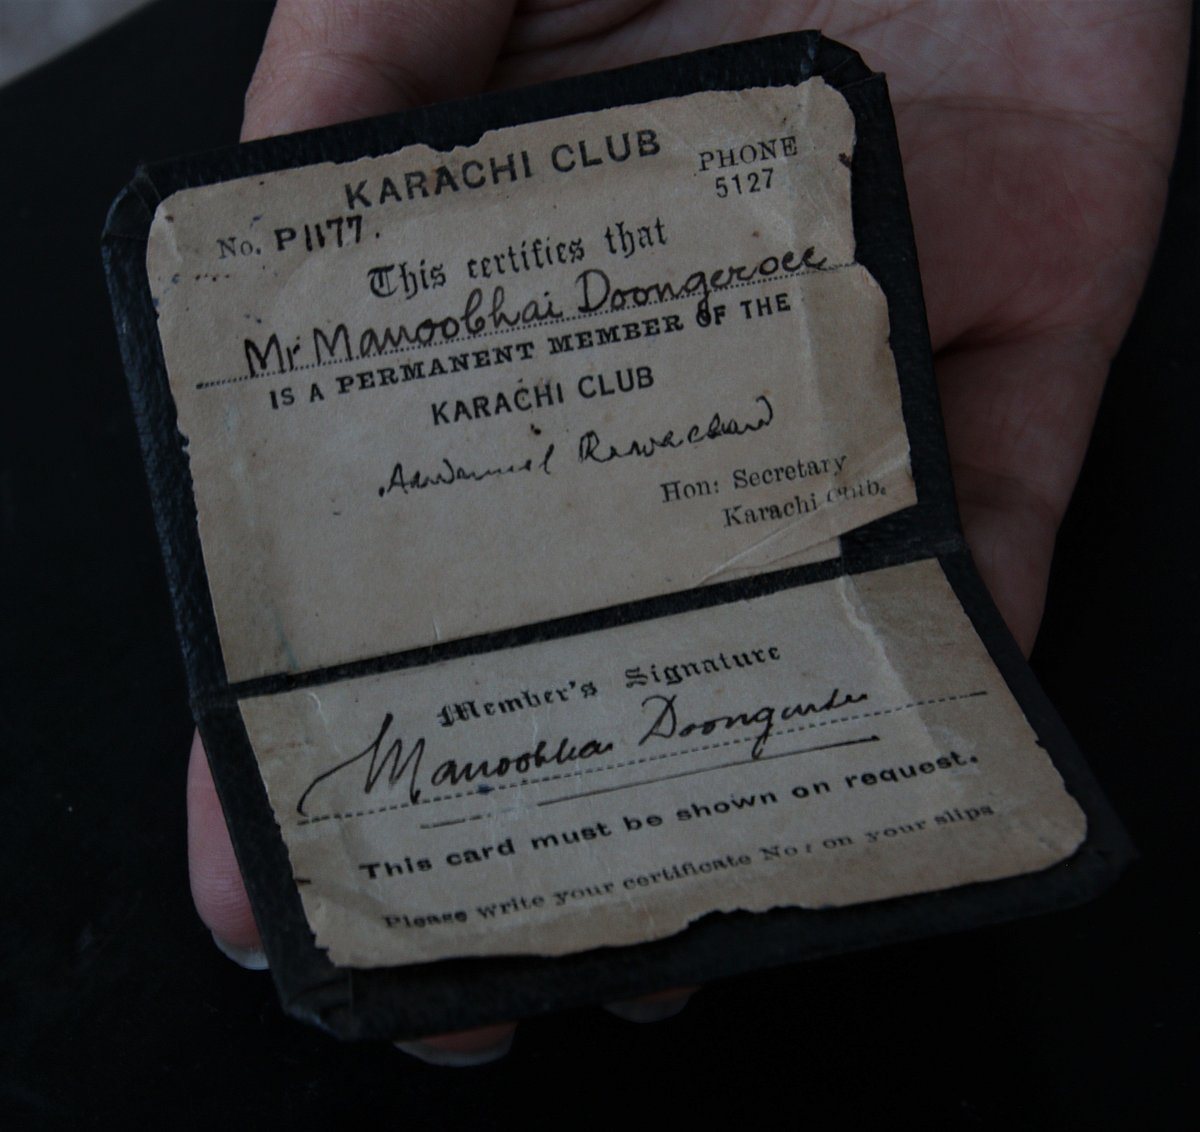 KARACHI CLUB
PHONE
5127
No. P1177.
This certifies that
Mr Manoobhai Doongersee
IS A PERMANENT MEMBER OF THE
KARACHI CLUB
Rewachand
Hon: Secretary
Karachi Club.
Member's Signature
Manoobhai Doongersee
This card must be shown on request.
Please write your certificate No: on your slips